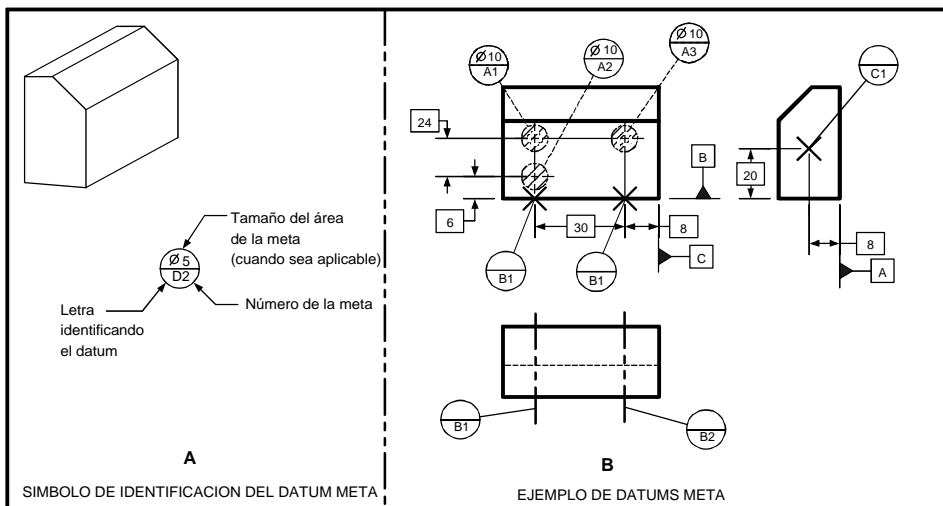 Tamaño del área
de la meta
(cuando sea aplicable)
Ø 5
D2
Número de la meta
Letra
identificando
el datum
A
SIMBOLO DE IDENTIFICACION DEL DATUM META
Ø 10
A1
Ø 10
A2
Ø 10
A3
C1
24
B
20
6
30
8
8
C
A
B1
B1
B1
B2
B
EJEMPLO DE DATUMS META